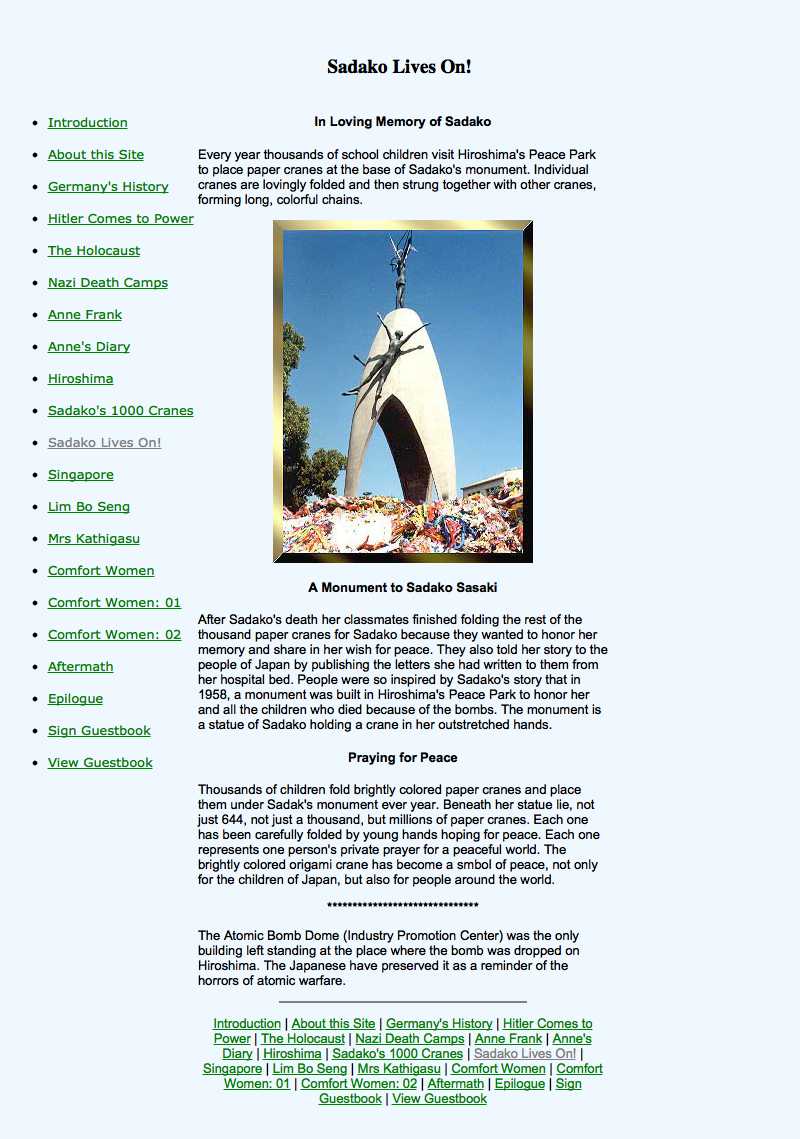 Sadako Lives On!
Introduction
About this Site
Germany's History
Hitler Comes to Power
The Holocaust
Nazi Death Camps
Anne Frank
Anne's Diary
Hiroshima
Sadako's 1000 Cranes
Sadako Lives On!
Singapore
Lim Bo Seng
Mrs Kathigasu
Comfort Women
Comfort Women: 01
Comfort Women: 02
Aftermath
Epilogue
Sign Guestbook
View Guestbook
In Loving Memory of Sadako
Every year thousands of school children visit Hiroshima's Peace Park
to place paper cranes at the base of Sadako's monument. Individual
cranes are lovingly folded and then strung together with other cranes,
forming long, colorful chains.
A Monument to Sadako Sasaki
After Sadako's death her classmates finished folding the rest of the
thousand paper cranes for Sadako because they wanted to honor her
memory and share in her wish for peace. They also told her story to the
people of Japan by publishing the letters she had written to them from
her hospital bed. People were so inspired by Sadako's story that in
1958, a monument was built in Hiroshima's Peace Park to honor her
and all the children who died because of the bombs. The monument is
a statue of Sadako holding a crane in her outstretched hands.
Praying for Peace
Thousands of children fold brightly colored paper cranes and place
them under Sadak's monument ever year. Beneath her statue lie, not
just 644, not just a thousand, but millions of paper cranes. Each one
has been carefully folded by young hands hoping for peace. Each one
represents one person's private prayer for a peaceful world. The
brightly colored origami crane has become a smbol of peace, not only
for the children of Japan, but also for people around the world.
******************************
The Atomic Bomb Dome (Industry Promotion Center) was the only
building left standing at the place where the bomb was dropped on
Hiroshima. The Japanese have preserved it as a reminder of the
horrors of atomic warfare.
Introduction | About this Site | Germany's History | Hitler Comes to
Power | The Holocaust | Nazi Death Camps | Anne Frank | Anne's
Diary | Hiroshima | Sadako's 1000 Cranes | Sadako Lives On! |
Singapore | Lim Bo Seng | Mrs Kathigasu | Comfort Women | Comfort
Women: 01 | Comfort Women: 02 | Aftermath | Epilogue | Sign
Guestbook | View Guestbook